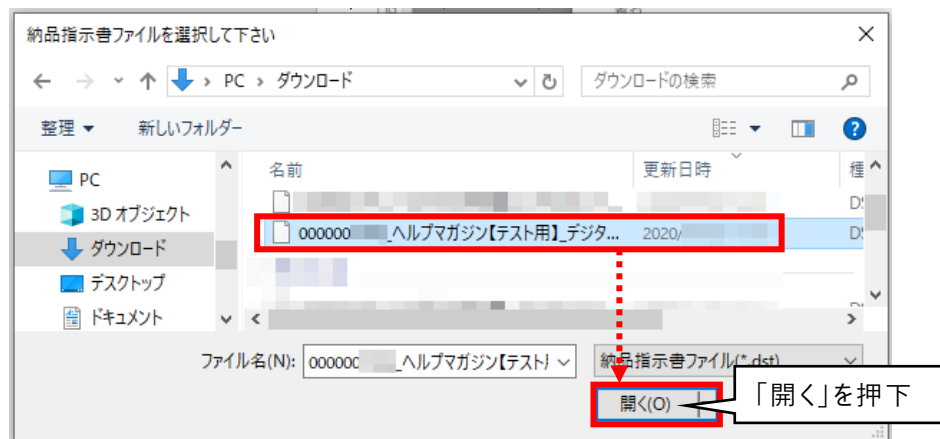 納品指示書ファイルを選択して下さい
PC › ダウンロード
ダウンロードの検索
整理
新しいフォルダー
名前
更新日時
種
PC
3D オブジェクト
ダウンロード
デスクトップ
ドキュメント
000000 _ヘルプマガジン【テスト用】_デジタ...
2020/
ファイル名(N):
000000 _ヘルプマガジン【テスト
納品指示書ファイル(*.dst)
開く(O)
「開く」を押下